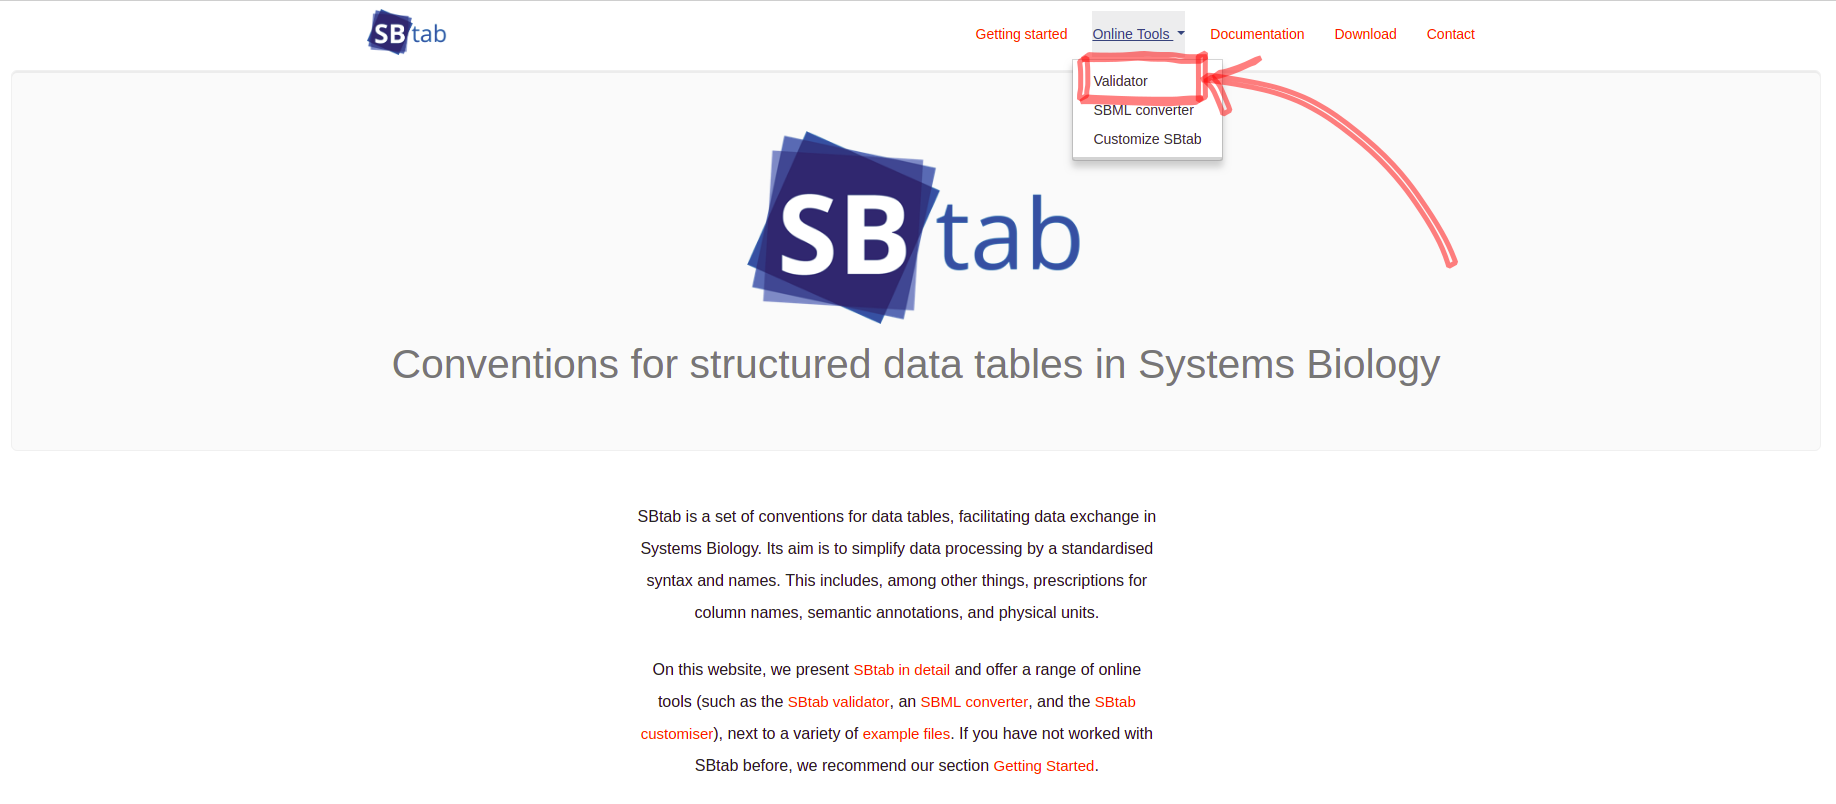 SBtab
Getting started
Online Tools
Documentation
Download
Contact
Validator
SBML converter
Customize SBtab
SBtab
Conventions for structured data tables in Systems Biology
SBtab is a set of conventions for data tables, facilitating data exchange in
Systems Biology. Its aim is to simplify data processing by a standardised
syntax and names. This includes, among other things, prescriptions for
column names, semantic annotations, and physical units.
On this website, we present SBtab in detail and offer a range of online
tools (such as the SBtab validator, an SBML converter, and the SBtab
customiser), next to a variety of example files. If you have not worked with
SBtab before, we recommend our section Getting Started.